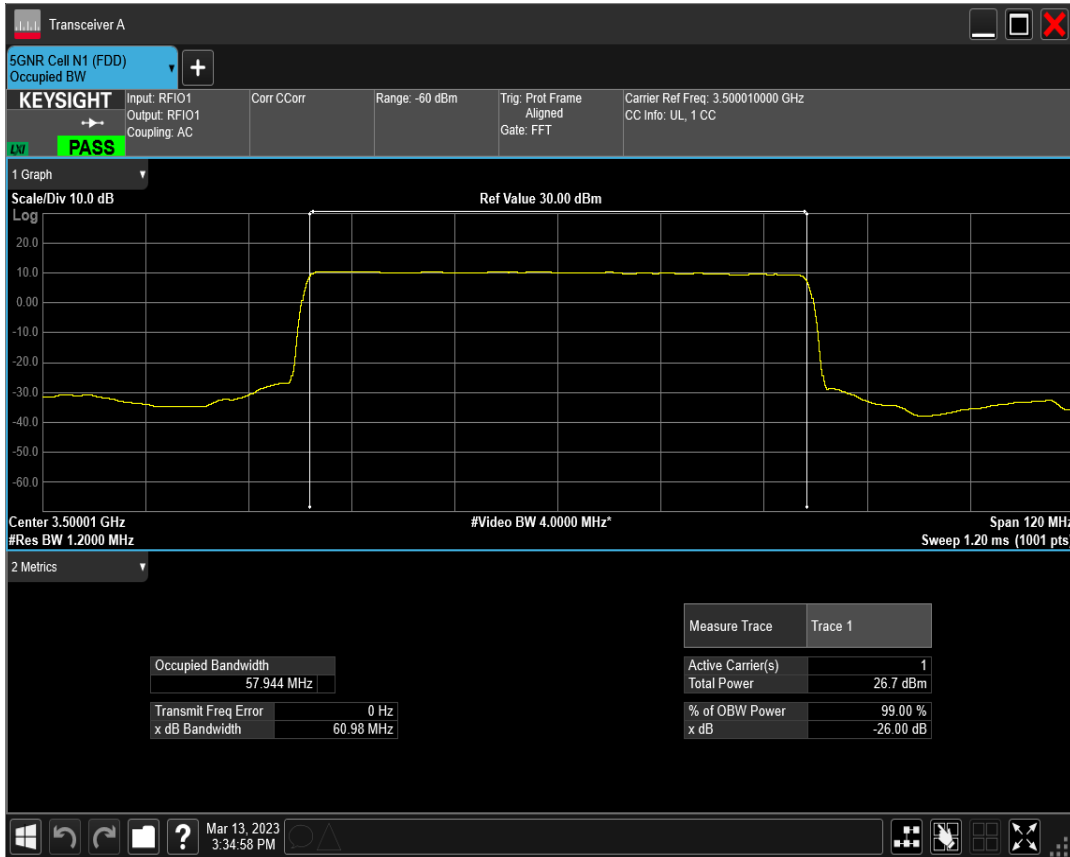 Transceiver A
5GNR Cell N1 (FDD)
Occupied BW
+
KEYSIGHT
LXI
PASS
Input: RFIO1
Output: RFIO1
Coupling: AC
Corr CCorr
Range: -60 dBm
Trig: Prot Frame
Aligned
Gate: FFT
Carrier Ref Freq: 3.500010000 GHz
CC Info: UL, 1 CC
1 Graph
Scale/Div 10.0 dB
Ref Value 30.00 dBm
Log
20.0
10.0
0.00
-10.0
-20.0
-30.0
-40.0
-50.0
-60.0
Center 3.50001 GHz
#Video BW 4.0000 MHz*
Span 120 MHz
#Res BW 1.2000 MHz
Sweep 1.20 ms (1001 pts)
2 Metrics
Measure Trace Trace 1
Occupied Bandwidth
57.944 MHz
Active Carrier(s) 1
Total Power 26.7 dBm
Transmit Freq Error 0 Hz
x dB Bandwidth 60.98 MHz
% of OBW Power 99.00 %
x dB -26.00 dB
?
Mar 13, 2023
3:34:58 PM